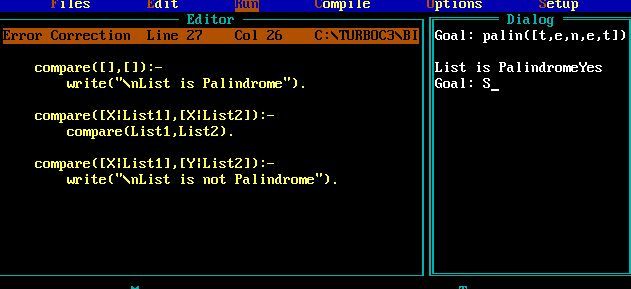 Files Edit Run Compile Options Setup
Editor
Error Correction Line 27 Col 26 C:\TURBOC3\BI
compare([],[]):-
write("\nList is Palindrome").
compare([X|List1],[X|List2]):-
compare(List1,List2).
compare([X|List1],[Y|List2]):-
write("\nList is not Palindrome").
Dialog
Goal: palin([t,e,n,e,t])
List is PalindromeYes
Goal: S_